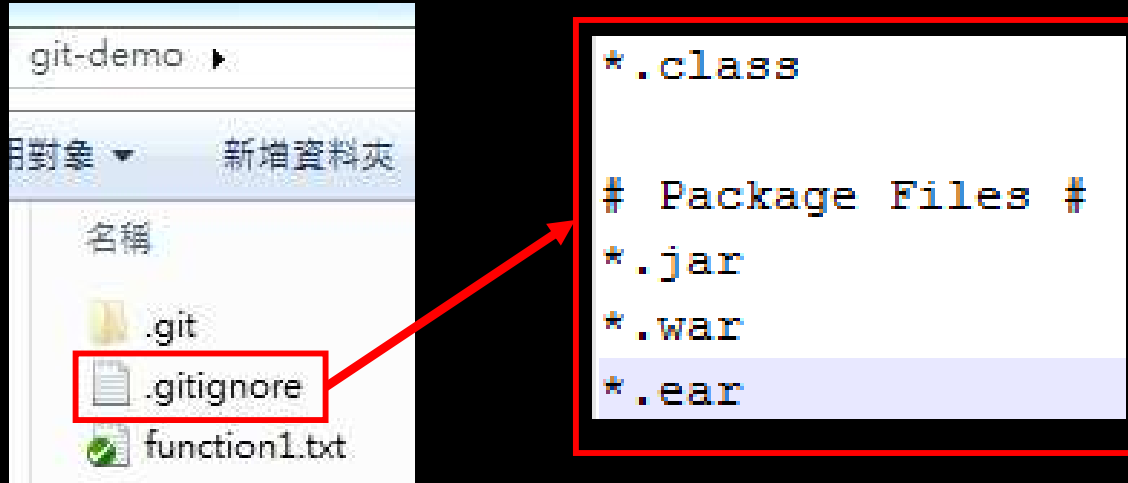 git-demo
用對象 新增資料夾
名稱
.git
.gitignore
function1.txt
*.class
# Package Files #
*.jar
*.war
*.ear